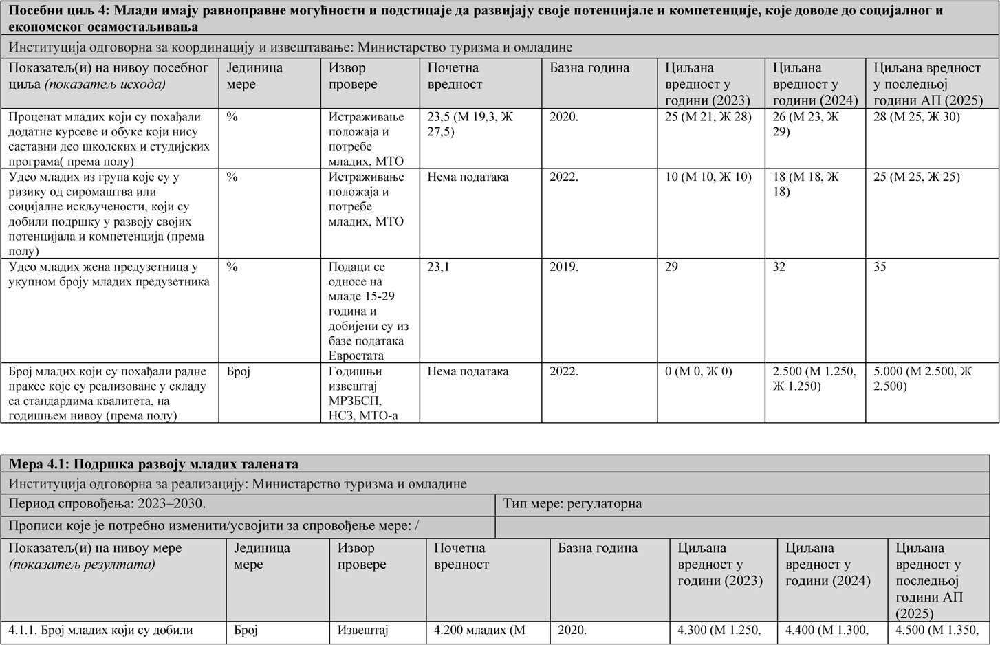 Посебни циљ 4: Млади имају равноправне могућности и подстицаје да развијају своје потенцијале и компетенције, које доводе до социјалног и
економског осамостаљивања
Институција одговорна за координацију и извештавање: Министарство туризма и омладине
Показатељ(и) на нивоу посебног
циља (показатељ исхода)
Јединица
мере
Извор
провере
Почетна
вредност
Базна година
Циљана
вредност у
години (2023)
Циљана
вредност у
години (2024)
Циљана вредност
у последњој
години АП (2025)
Проценат младих који су похађали
додатне курсеве и обуке који нису
саставни део школских и студијских
програма( према полу)
%
Истраживање
положаја и
потребе
младих, МТО
23,5 (М 19,3, Ж
27,5)
2020.
25 (М 21, Ж 28)
26 (М 23, Ж
29)
28 (М 25, Ж 30)
Удео младих из група које су у
ризику од сиромаштва или
социјалне искључености, који су
добили подршку у развоју својих
потенцијала и компетенција (према
полу)
%
Истраживање
положаја и
потребе
младих, МТО
Нема података
2022.
10 (М 10, Ж 10)
18 (М 18, Ж
18)
25 (М 25, Ж 25)
Удео младих жена предузетница у
укупном броју младих предузетника
%
Подаци се
односе на
младе 15-29
година и
добијени су из
базе података
Евростата
23,1
2019.
29
32
35
Број младих који су похађали радне
праксе које су реализоване у складу
са стандардима квалитета, на
годишњем нивоу (према полу)
Број
Годишњи
извештај
МРЗБСП,
НСЗ, МТО-а
Нема података
2022.
0 (М 0, Ж 0)
2.500 (М 1.250,
Ж 1.250)
5.000 (М 2.500, Ж
2.500)
Мера 4.1: Подршка развоју младих талената
Институција одговорна за реализацију: Министарство туризма и омладине
Период спровођења: 2023–2030.
Тип мере: регулаторна
Прописи које је потребно изменити/усвојити за спровођење мере: /
Показатељ(и) на нивоу мере
(показатељ резултата)
Јединица
мере
Извор
провере
Почетна
вредност
Базна година
Циљана
вредност у
години (2023)
Циљана
вредност у
години (2024)
Циљана
вредност у
последњој
години АП
(2025)
4.1.1. Број младих који су добили
Број
Извештај
4.200 младих (М
2020.
4.300 (М 1.250,
4.400 (М 1.300,
4.500 (М 1.350,